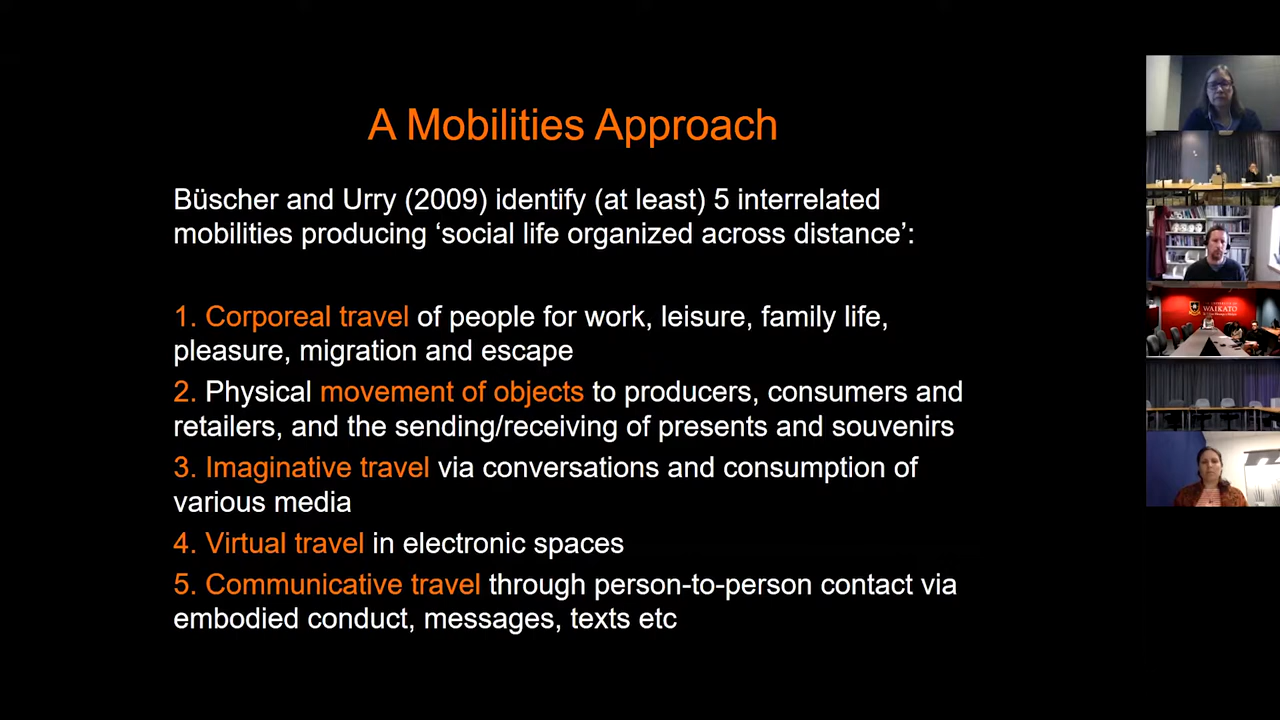 A Mobilities Approach
Büscher and Urry (2009) identify (at least) 5 interrelated
mobilities producing ‘social life organized across distance’:
1. Corporeal travel of people for work, leisure, family life,
pleasure, migration and escape
2. Physical movement of objects to producers, consumers and
retailers, and the sending/receiving of presents and souvenirs
3. Imaginative travel via conversations and consumption of
various media
4. Virtual travel in electronic spaces
5. Communicative travel through person-to-person contact via
embodied conduct, messages, texts etc
WAIKATO